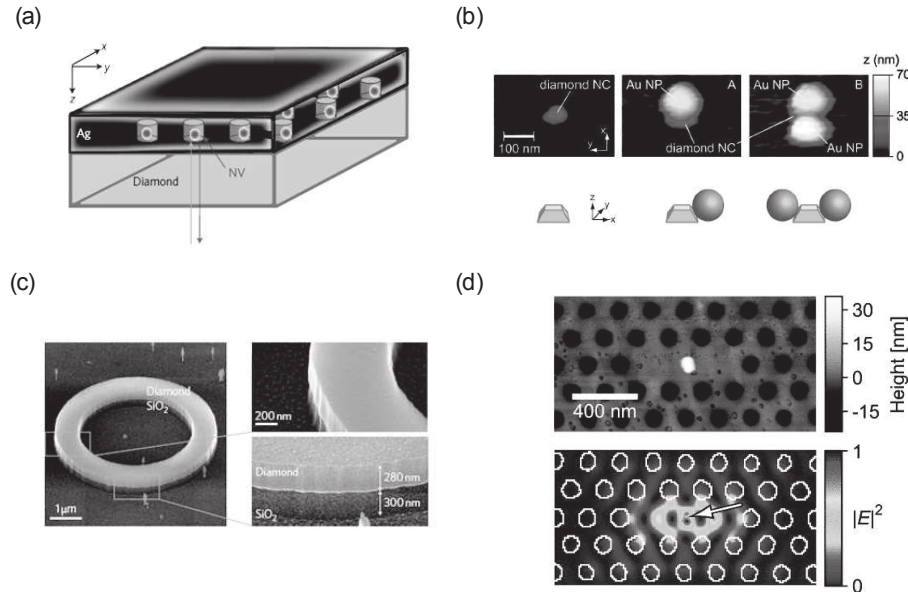 (a)
x
y
z
Ag
NV
Diamond
(b)
diamond NC
Au NP
A
diamond NC
Au NP
B
Au NP
z (nm)
70
35
0
100 nm
x
y
z
y
x
(c)
Diamond
SiO₂
1µm
200 nm
Diamond
280 nm
300 nm
SiO₂
(d)
400 nm
Height [nm]
30
15
0
-15
1
|E|²
0